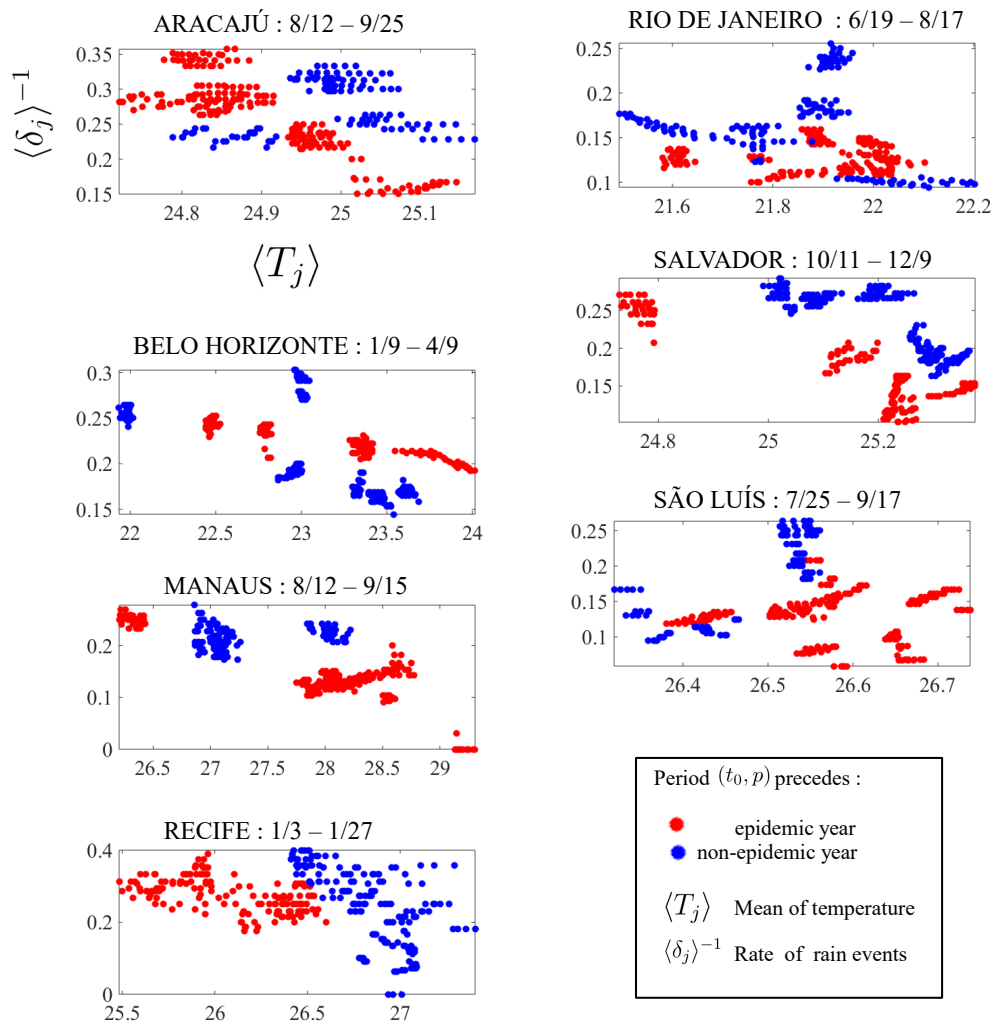 ARACAJÚ : 8/12 – 9/25
0.35
0.3
0.25
0.2
0.15
24.8 24.9 25 25.1
⟨δj⟩⁻¹
⟨Tj⟩
RIO DE JANEIRO : 6/19 – 8/17
0.25
0.2
0.15
0.1
21.6 21.8 22 22.2
SALVADOR : 10/11 – 12/9
0.25
0.2
0.15
24.8 25 25.2
BELO HORIZONTE : 1/9 – 4/9
0.3
0.25
0.2
0.15
22 22.5 23 23.5 24
SÃO LUÍS : 7/25 – 9/17
0.25
0.2
0.15
0.1
26.4 26.5 26.6 26.7
MANAUS : 8/12 – 9/15
0.2
0.1
0
26.5 27 27.5 28 28.5 29
RECIFE : 1/3 – 1/27
0.4
0.2
0
25.5 26 26.5 27
Period (t₀, p) precedes :
epidemic year
non-epidemic year
⟨Tj⟩ Mean of temperature
⟨δj⟩⁻¹ Rate of rain events